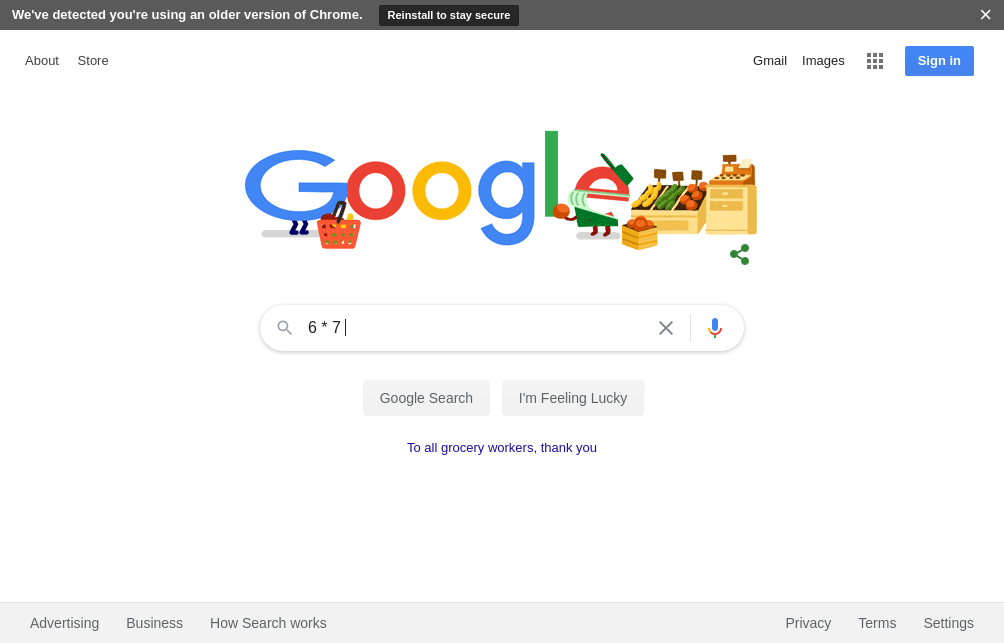 We've detected you're using an older version of Chrome. Reinstall to stay secure
About Store Gmail Images Sign in
Google
6 * 7
Google Search I'm Feeling Lucky
To all grocery workers, thank you
Advertising Business How Search works Privacy Terms Settings